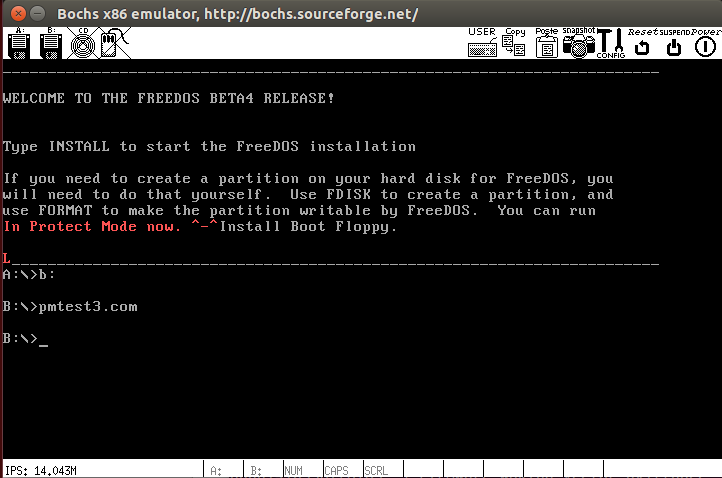 Bochs x86 emulator, http://bochs.sourceforge.net/
A: B: CD USER Copy Paste snapshot CONFIG Reset SUSPEND Power
WELCOME TO THE FREEDOS BETA4 RELEASE!
Type INSTALL to start the FreeDOS installation
If you need to create a partition on your hard disk for FreeDOS, you
will need to do that yourself.  Use FDISK to create a partition, and
use FORMAT to make the partition writable by FreeDOS.  You can run
In Protect Mode now. ^-^Install Boot Floppy.
L
A:\>b:
B:\>pmtest3.com
B:\>_
IPS: 14.043M A: B: NUM CAPS SCRL